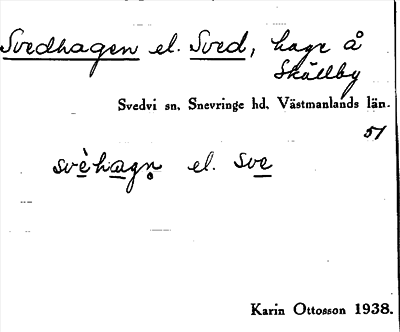 Svedhagen el. Sved, hage å
Skällby
Svedvi sn. Snevringe hd. Västmanlands län.
51
svèhagn̥ el. sve
Karin Ottosson 1938.